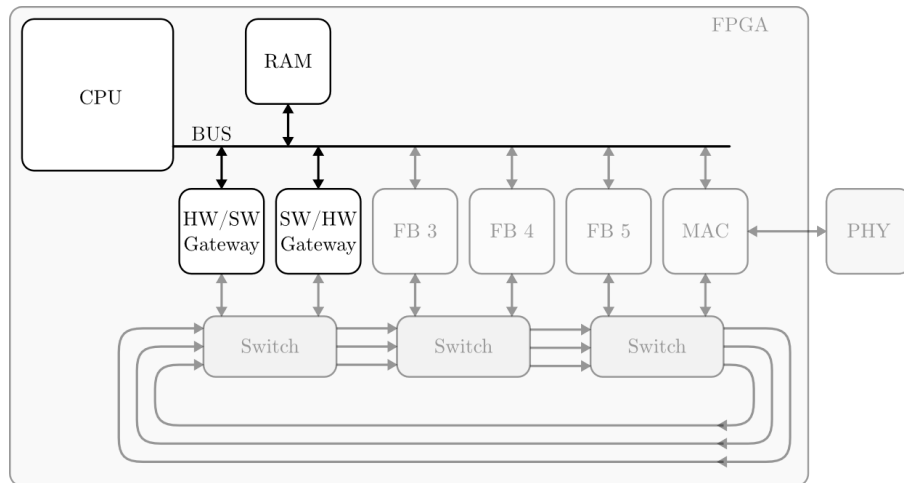 FPGA
RAM
CPU
BUS
HW/SW
Gateway
SW/HW
Gateway
FB 3
FB 4
FB 5
MAC
PHY
Switch
Switch
Switch